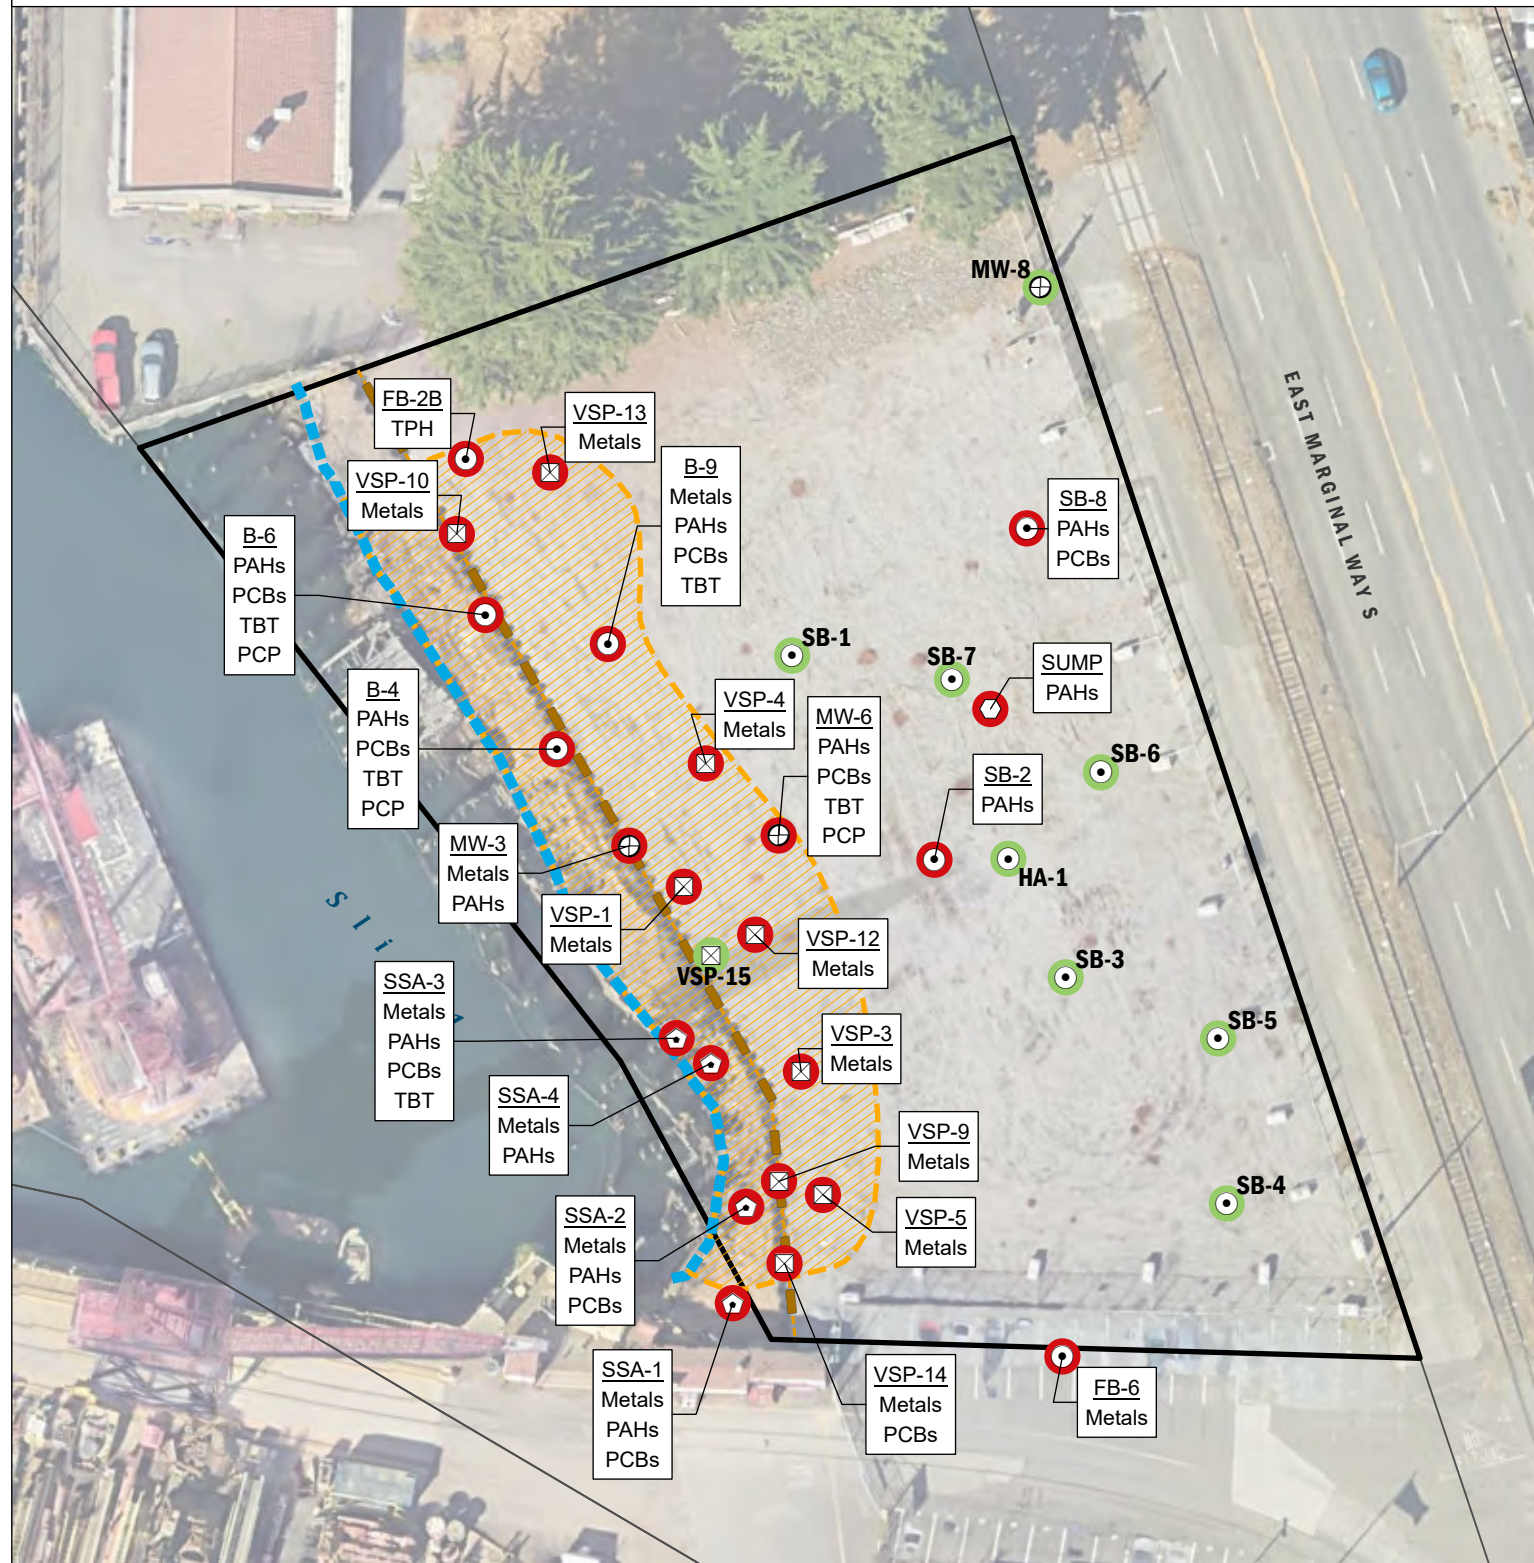 MW-8
EAST MARGINAL WAY S
FB-2B
TPH
VSP-13
Metals
B-9
Metals
PAHs
PCBs
TBT
VSP-10
Metals
SB-8
PAHs
PCBs
B-6
PAHs
PCBs
TBT
PCP
SB-1
SB-7
SUMP
PAHs
B-4
PAHs
PCBs
TBT
PCP
VSP-4
Metals
MW-6
PAHs
PCBs
TBT
PCP
SB-6
SB-2
PAHs
MW-3
Metals
PAHs
HA-1
VSP-1
Metals
VSP-12
Metals
VSP-15
SB-3
SSA-3
Metals
PAHs
PCBs
TBT
VSP-3
Metals
SB-5
SSA-4
Metals
PAHs
VSP-9
Metals
SB-4
SSA-2
Metals
PAHs
PCBs
VSP-5
Metals
SSA-1
Metals
PAHs
PCBs
VSP-14
Metals
PCBs
FB-6
Metals